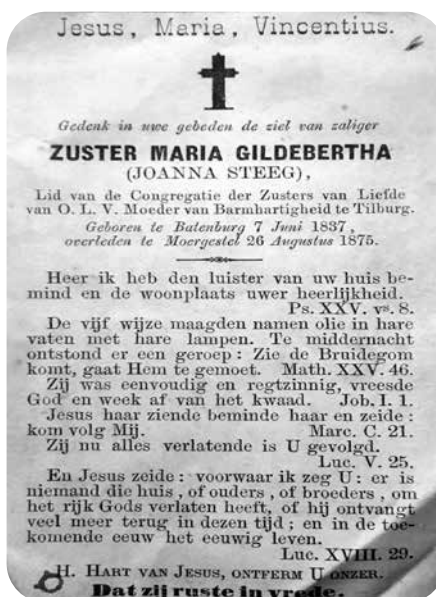 Jesus, Maria, Vincentius.
Gedenk in uwe gebeden de ziel van zaliger
ZUSTER MARIA GILDEBERTHA
(JOANNA STEEG),
Lid van de Congregatie der Zusters van Liefde
van O. L. V. Moeder van Barmhartigheid te Tilburg.
Geboren te Batenburg 7 Juni 1837,
overleden te Moergestel 26 Augustus 1875.
Heer ik heb den luister van uw huis be-
mind en de woonplaats uwer heerlijkheid.
Ps. XXV. vs. 8.
De vijf wijze maagden namen olie in hare
vaten met hare lampen. Te middernacht
ontstond er een geroep: Zie de Bruidegom
komt, gaat Hem te gemoet. Math. XXV. 46.
Zij was eenvoudig en regtzinnig, vreesde
God en week af van het kwaad. Job. I. 1.
Jesus haar ziende beminde haar en zeide:
kom volg Mij. Marc. C. 21.
Zij nu alles verlatende is U gevolgd.
Luc. V. 25.
En Jesus zeide: voorwaar ik zeg U: er is
niemand die huis, of ouders, of broeders, om
het rijk Gods verlaten heeft, of hij ontvangt
veel meer terug in dezen tijd; en in de toe-
komende eeuw het eeuwig leven.
Luc. XVIII. 29.
H. HART VAN JESUS, ONTFERM U ONZER.
Dat zij ruste in vrede.